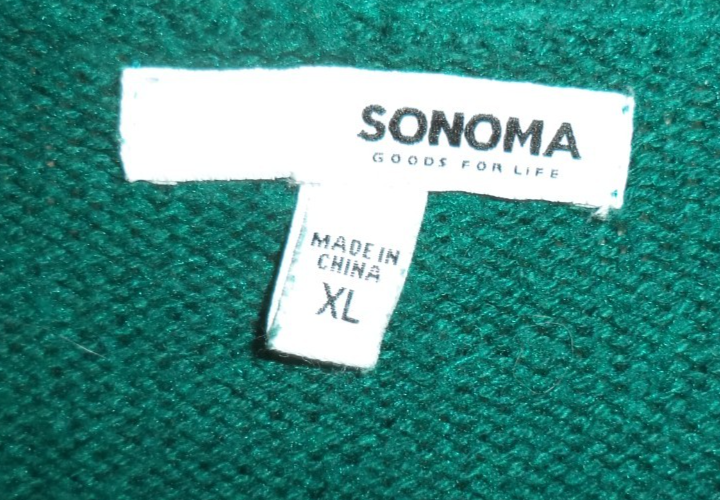 SONOMA
GOODS FOR LIFE
MADE IN
CHINA
XL